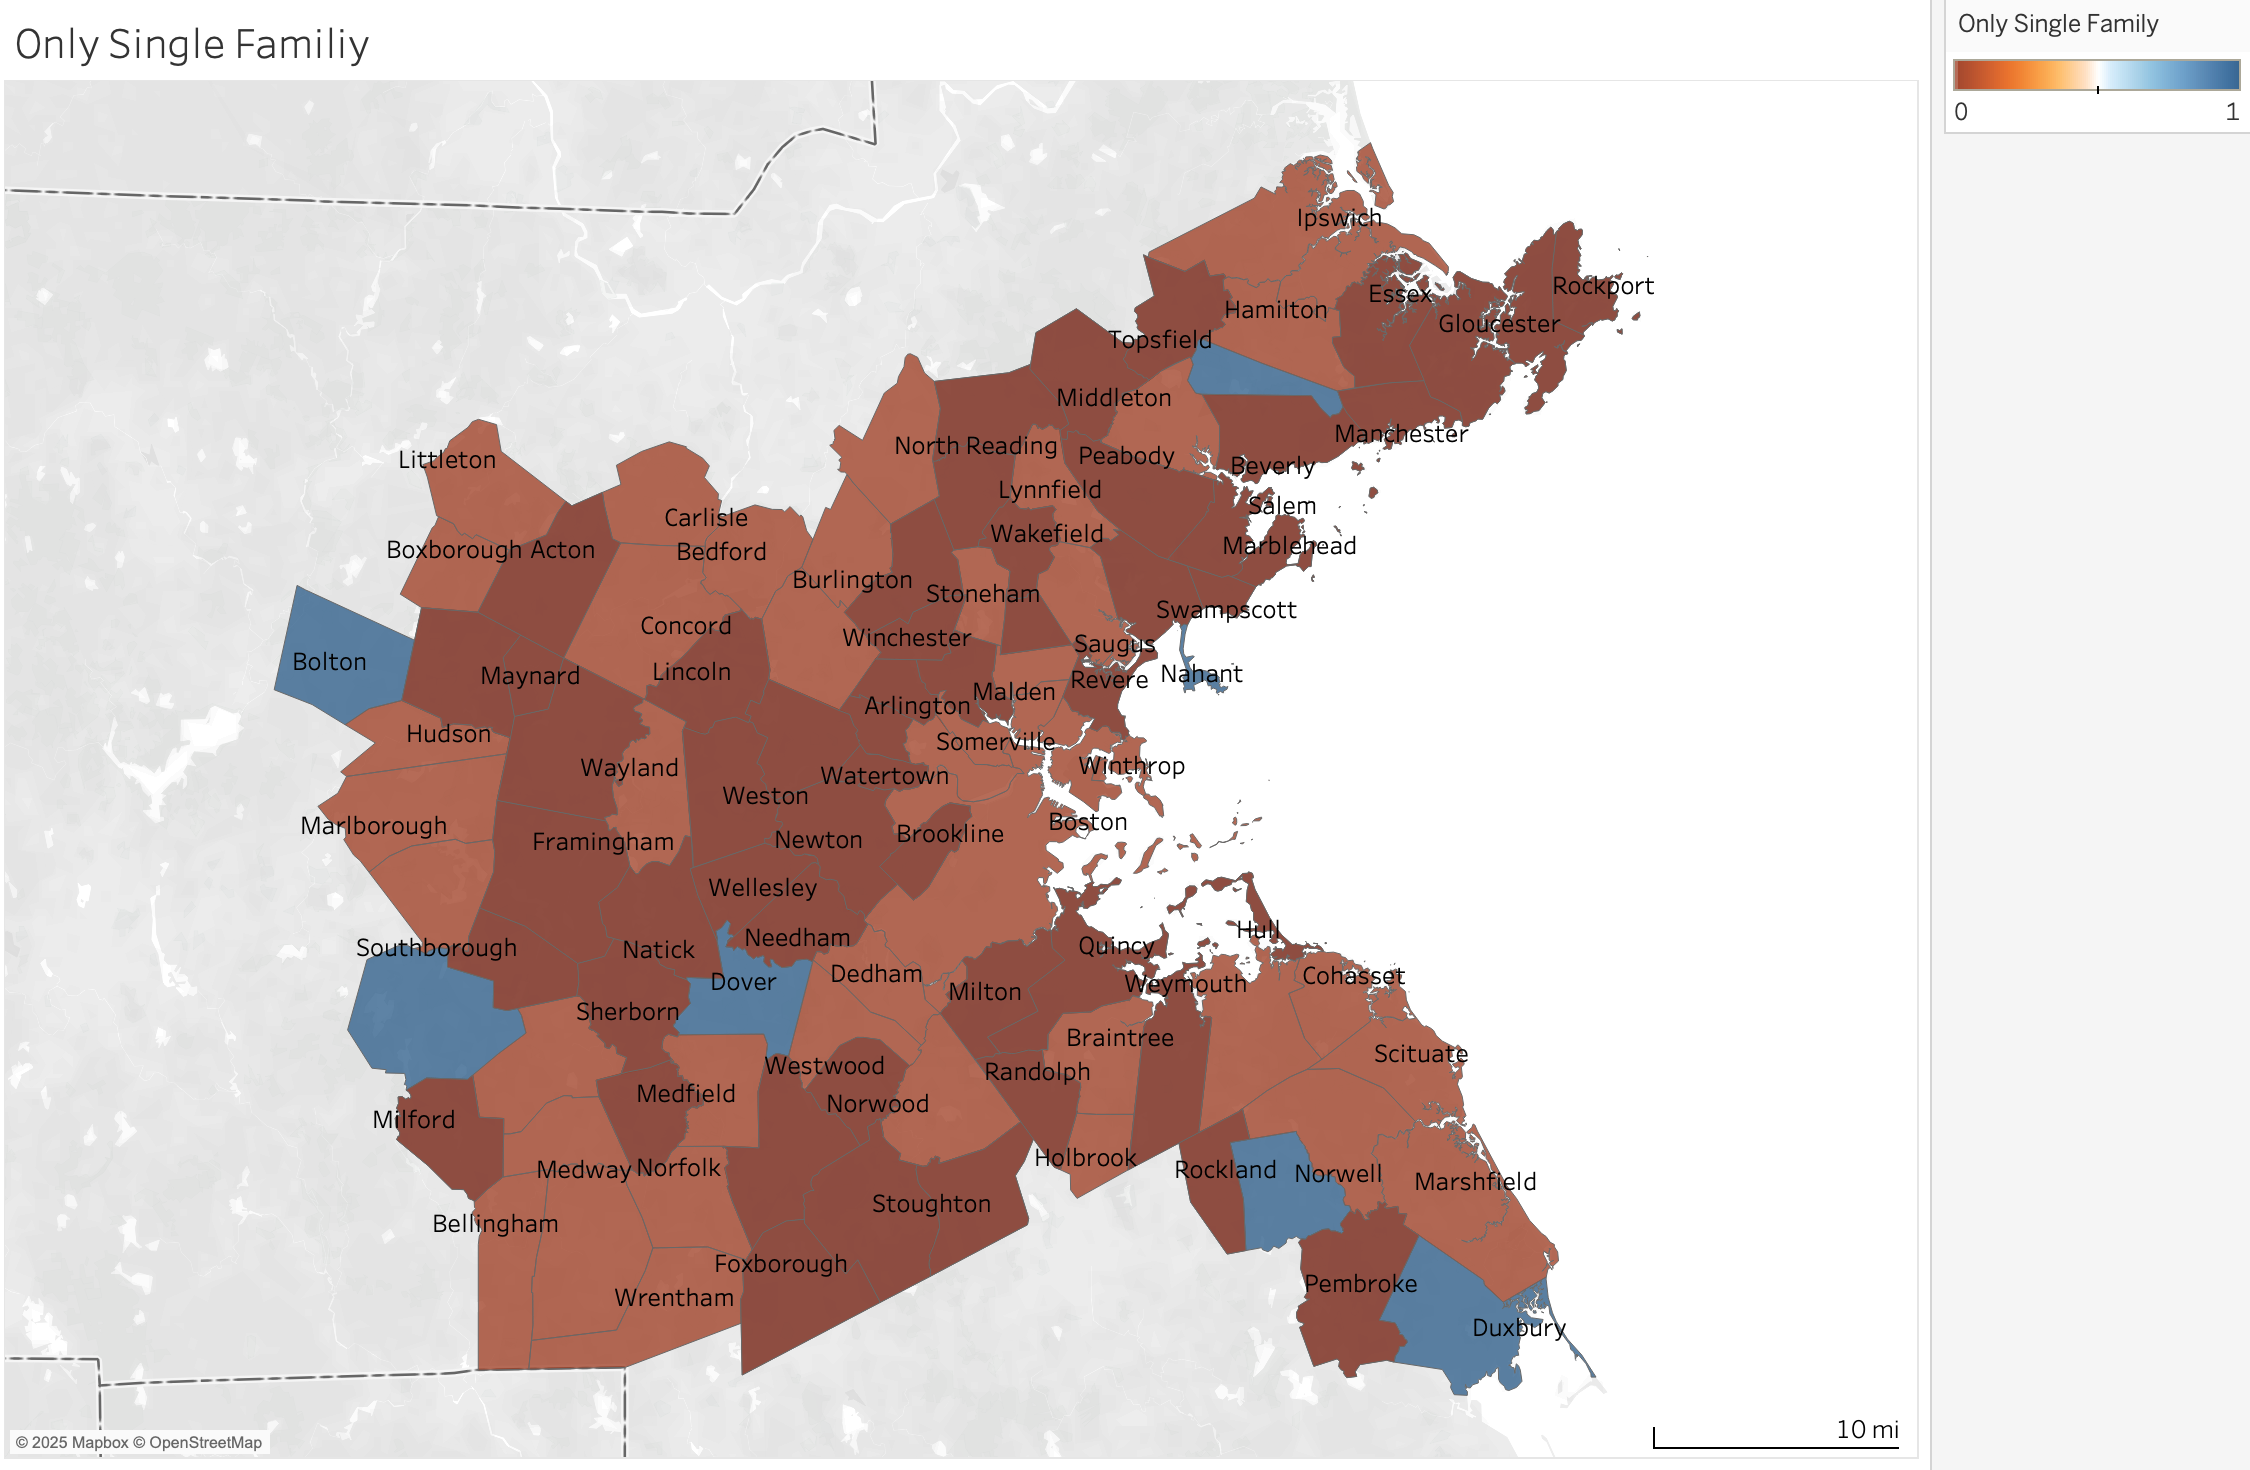 Only Single Familiy
Only Single Family
0 1
Ipswich
Rockport
Essex
Hamilton
Gloucester
Topsfield
Middleton
Manchester
North Reading
Peabody
Littleton
Beverly
Lynnfield
Salem
Carlisle
Wakefield
Marblehead
Boxborough Acton
Bedford
Burlington
Stoneham
Swampscott
Concord
Winchester
Saugus
Bolton
Lincoln
Nahant
Maynard
Revere
Malden
Arlington
Hudson
Somerville
Wayland
Winthrop
Watertown
Weston
Boston
Marlborough
Brookline
Newton
Framingham
Wellesley
Hull
Needham
Quincy
Southborough
Natick
Dedham
Cohasset
Dover
Weymouth
Milton
Sherborn
Braintree
Scituate
Westwood
Randolph
Medfield
Norwood
Milford
Holbrook
Medway Norfolk
Rockland
Norwell
Marshfield
Stoughton
Bellingham
Foxborough
Pembroke
Wrentham
Duxbury
10 mi
© 2025 Mapbox © OpenStreetMap